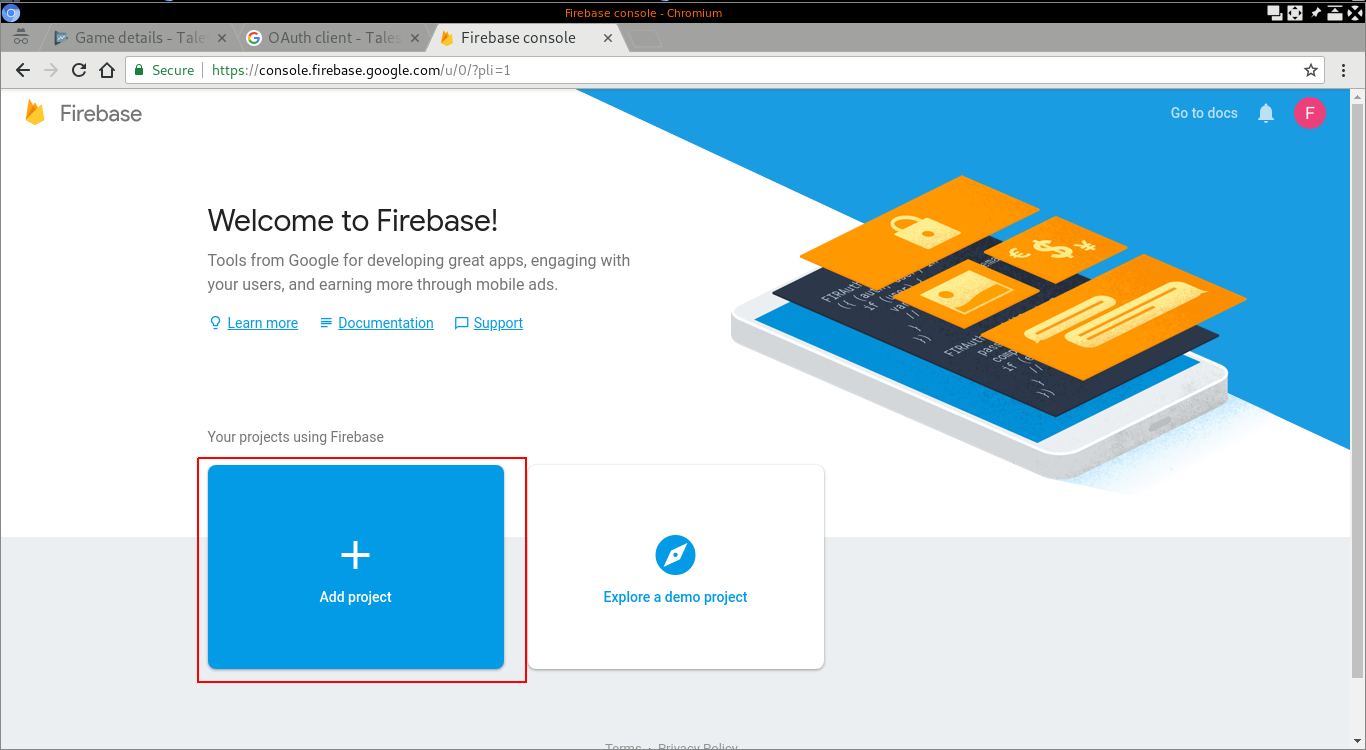 Firebase console - Chromium
Game details - Tale
OAuth client - Tales
Firebase console
Secure
https://console.firebase.google.com/u/0/?pli=1
Firebase
Go to docs
F
Welcome to Firebase!
Tools from Google for developing great apps, engaging with
your users, and earning more through mobile ads.
Learn more
Documentation
Support
Your projects using Firebase
Add project
Explore a demo project
Terms · Privacy Policy